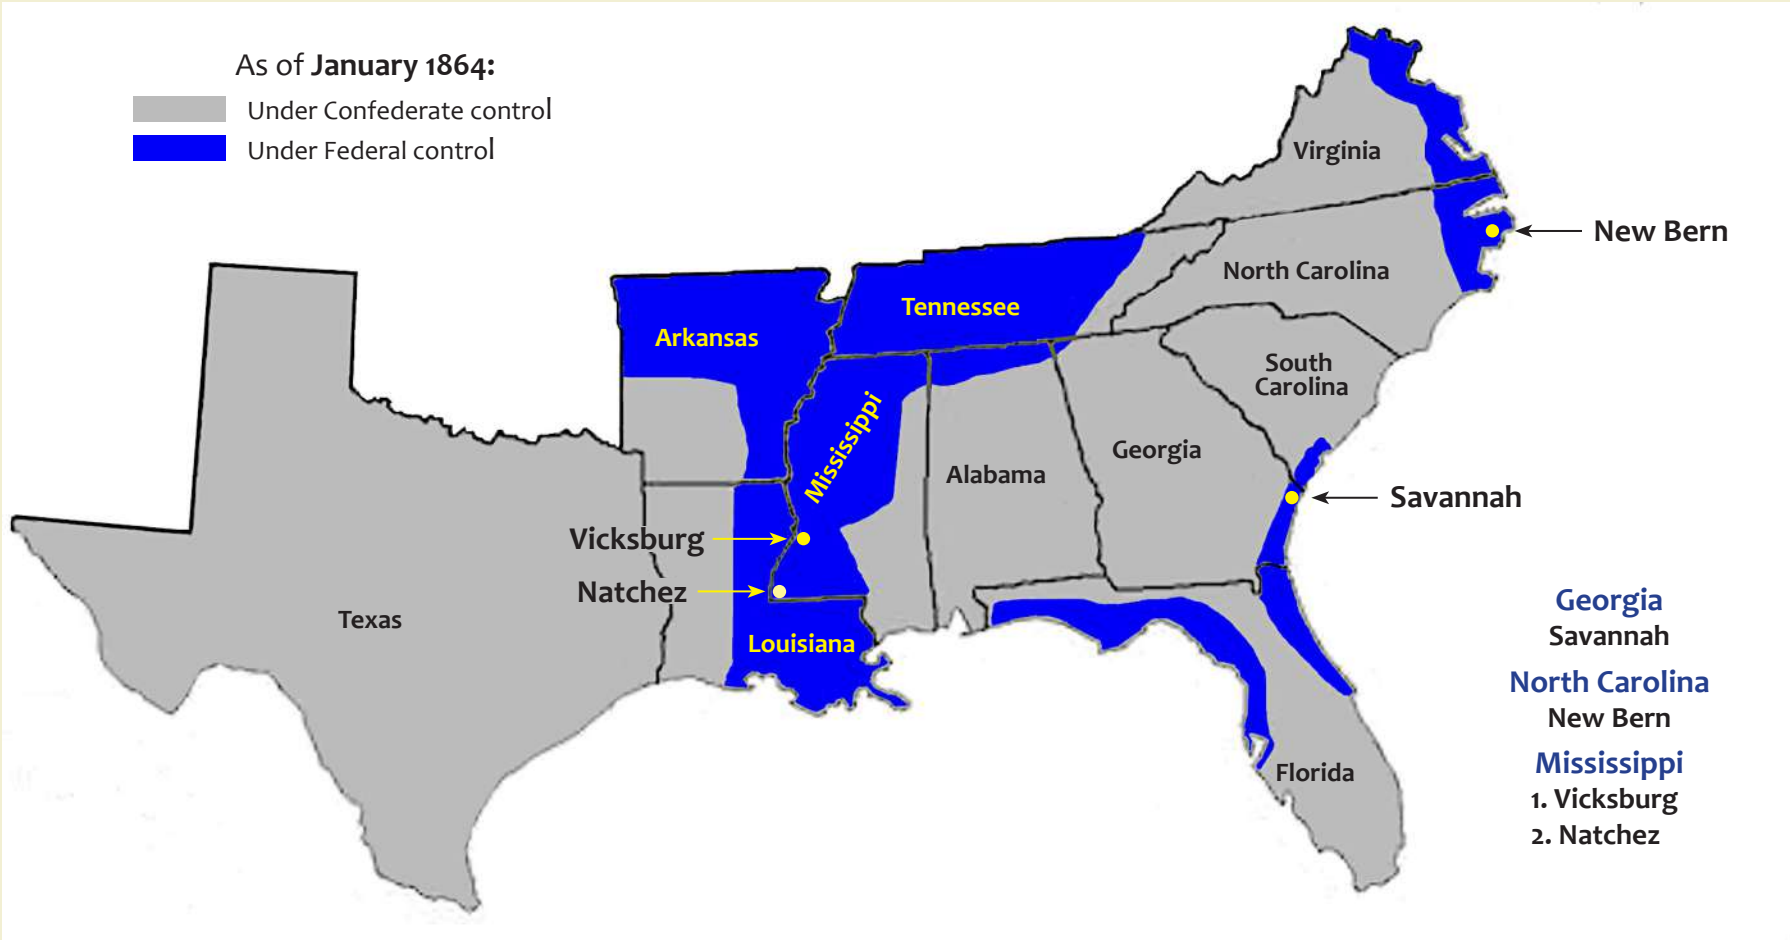 As of January 1864:
Under Confederate control
Under Federal control
Virginia
New Bern
North Carolina
Tennessee
Arkansas
South
Carolina
Mississippi
Georgia
Alabama
Savannah
Vicksburg
Natchez
Texas
Louisiana
Florida
Georgia
Savannah
North Carolina
New Bern
Mississippi
1. Vicksburg
2. Natchez